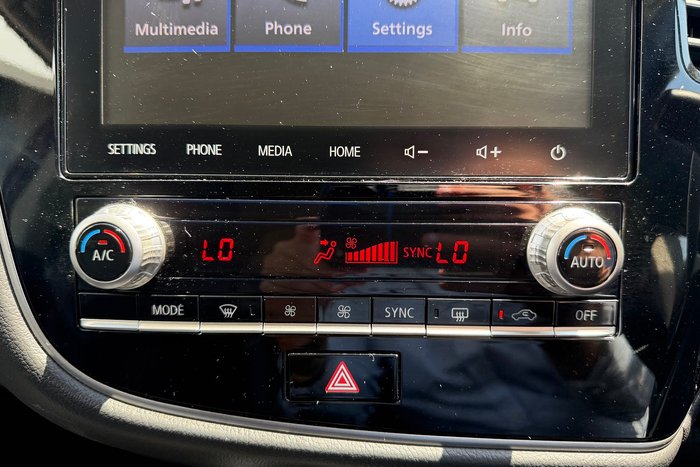 Multimedia Phone Settings Info
SETTINGS PHONE MEDIA HOME
A/C LO SYNC LO AUTO
MODE SYNC OFF